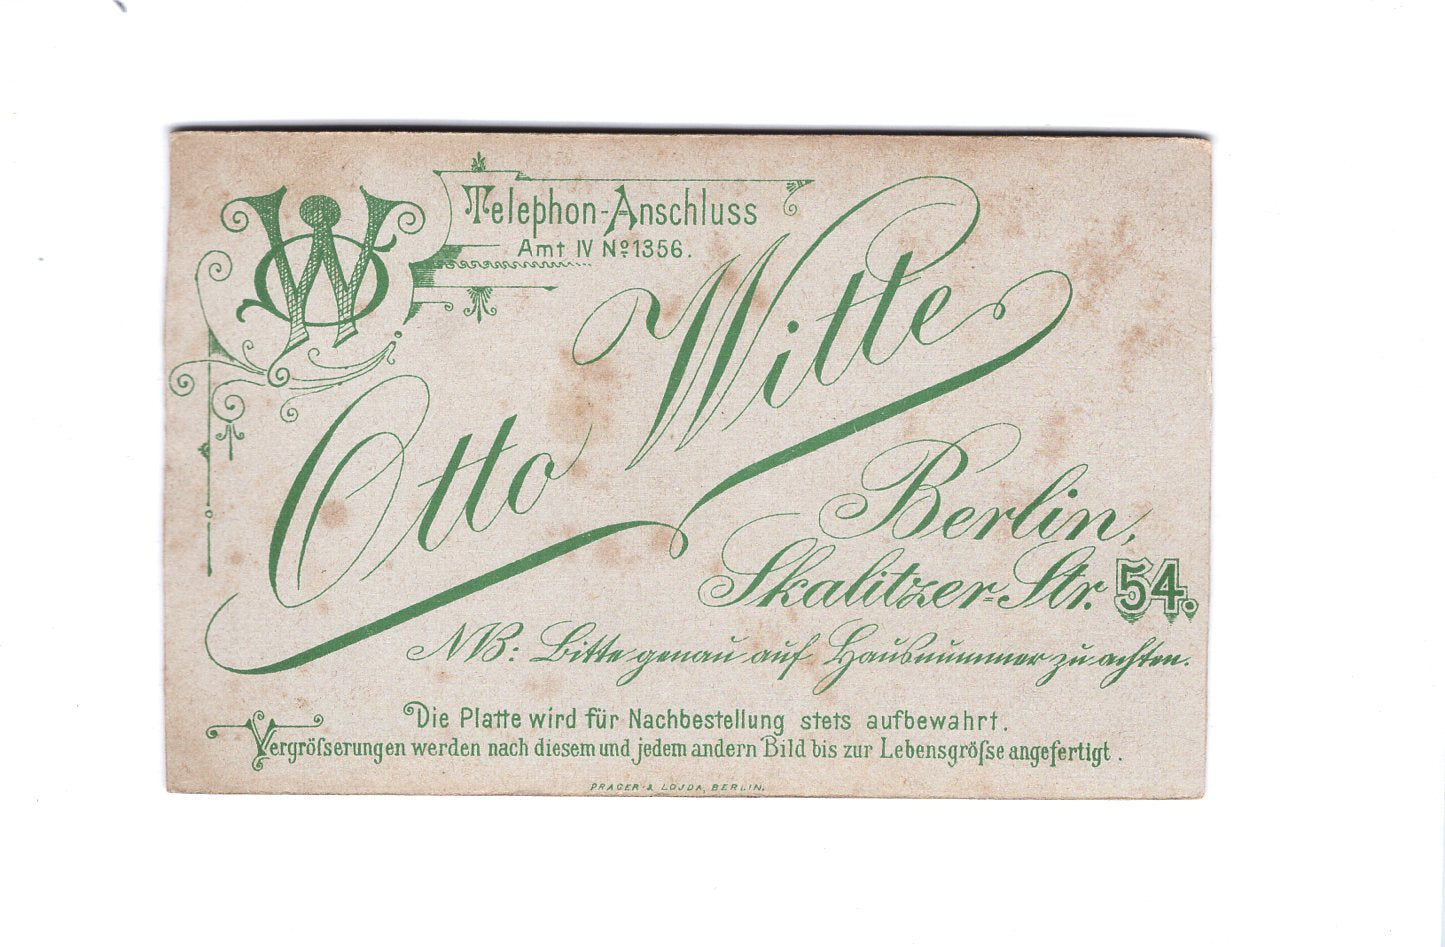 OW
Telephon-Anschluss
Amt IV Nº 1356.
Otto Witte
Berlin,
Skalitzer-Str. 54.
NB: Bitte genau auf Hausnummer zu achten.
Die Platte wird für Nachbestellung stets aufbewahrt.
Vergröſserungen werden nach diesem und jedem andern Bild bis zur Lebensgröſse angefertigt.
PRAGER & LOJDA, BERLIN.